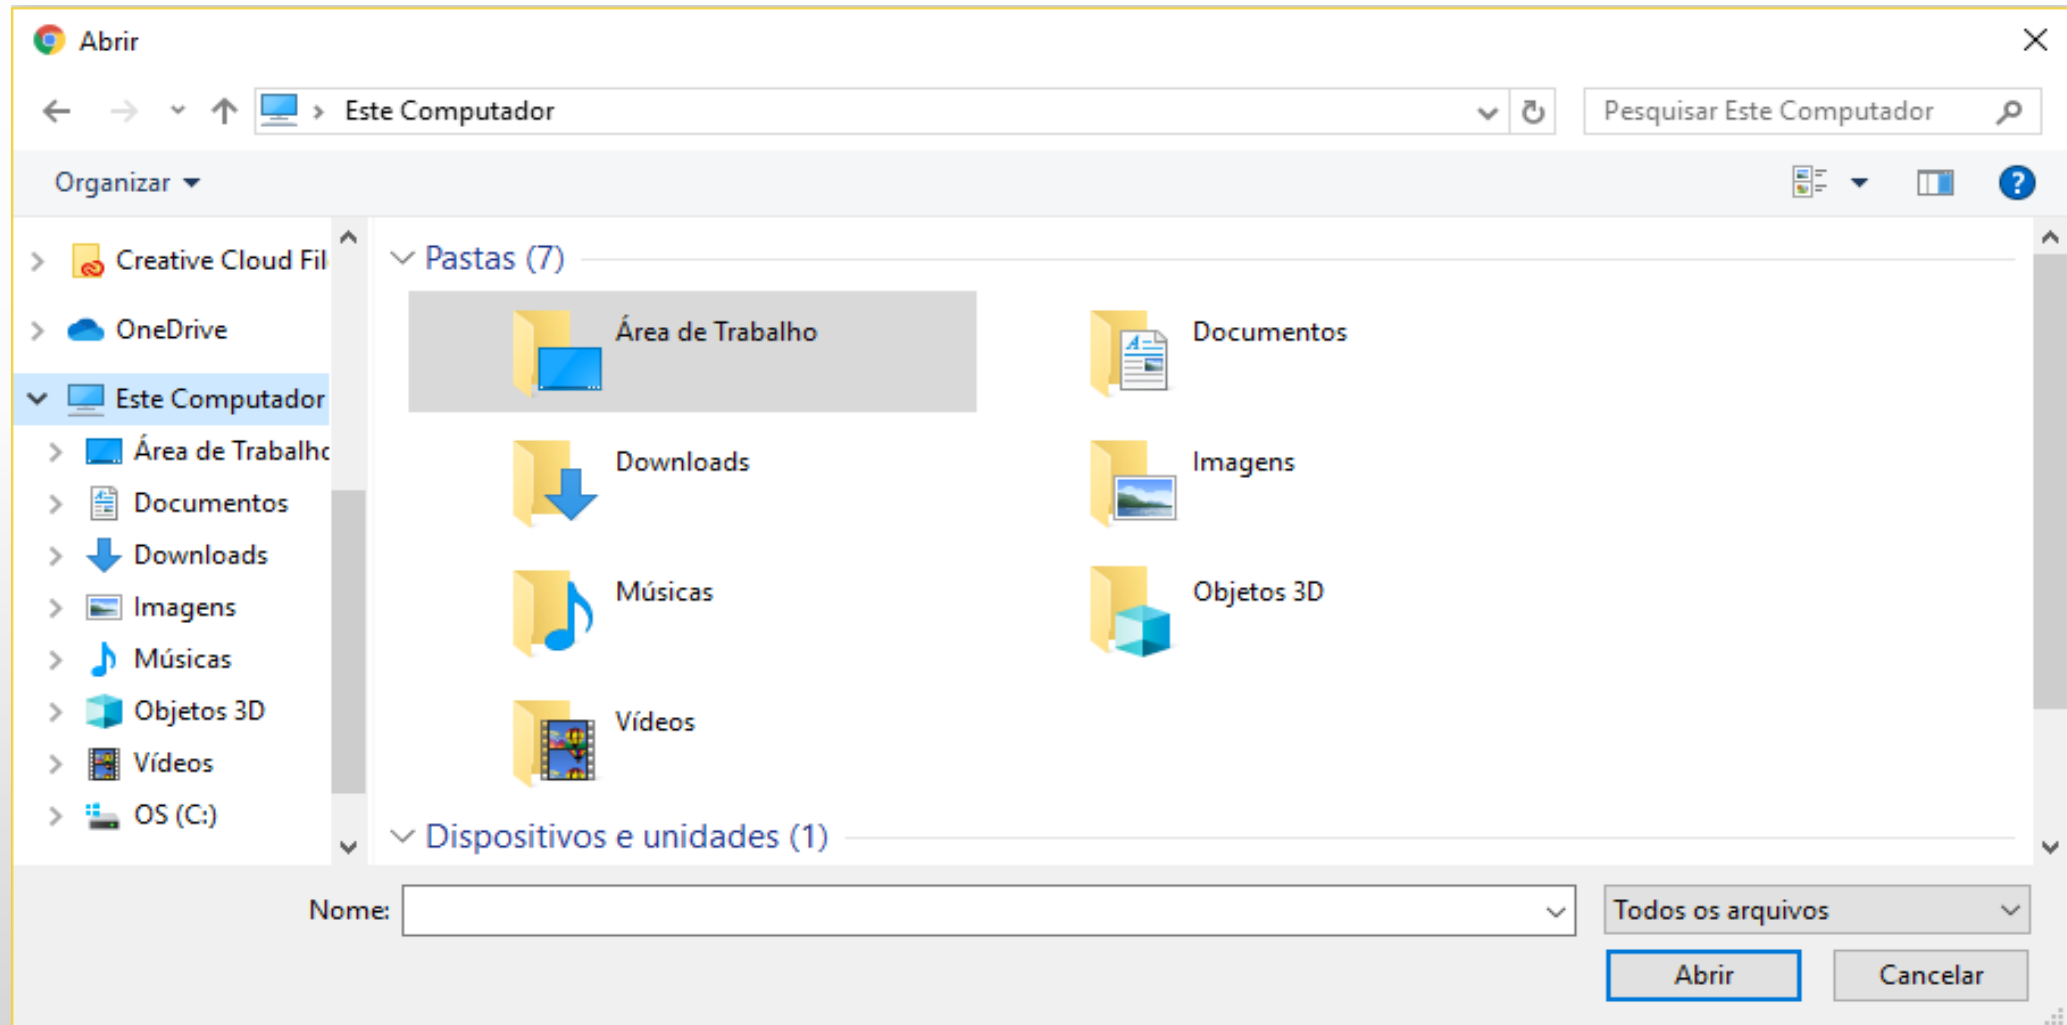 Abrir
Este Computador
Pesquisar Este Computador
Organizar
Creative Cloud Fil
OneDrive
Este Computador
Área de Trabalho
Documentos
Downloads
Imagens
Músicas
Objetos 3D
Vídeos
OS (C:)
Pastas (7)
Área de Trabalho
Documentos
Downloads
Imagens
Músicas
Objetos 3D
Vídeos
Dispositivos e unidades (1)
Nome:
Todos os arquivos
Abrir
Cancelar